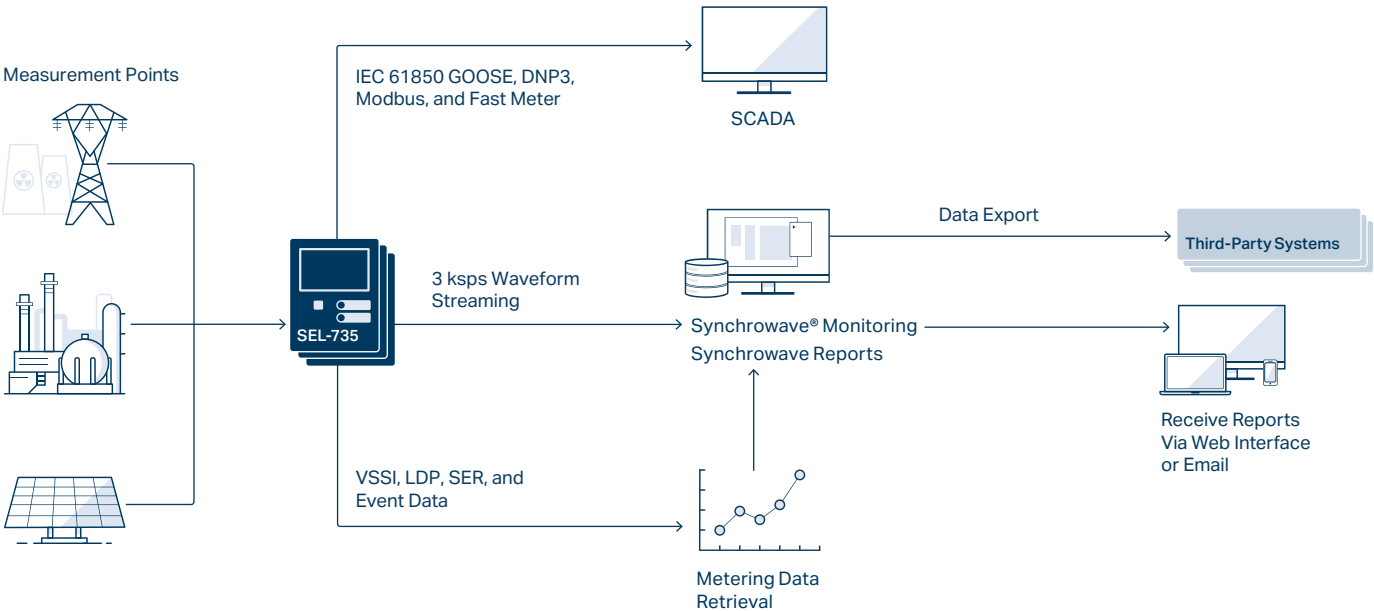 Measurement Points
IEC 61850 GOOSE, DNP3,
Modbus, and Fast Meter
SCADA
Data Export
Third-Party Systems
3 ksps Waveform
Streaming
SEL-735
Synchrowave® Monitoring
Synchrowave Reports
Receive Reports
Via Web Interface
or Email
VSSI, LDP, SER, and
Event Data
Metering Data
Retrieval